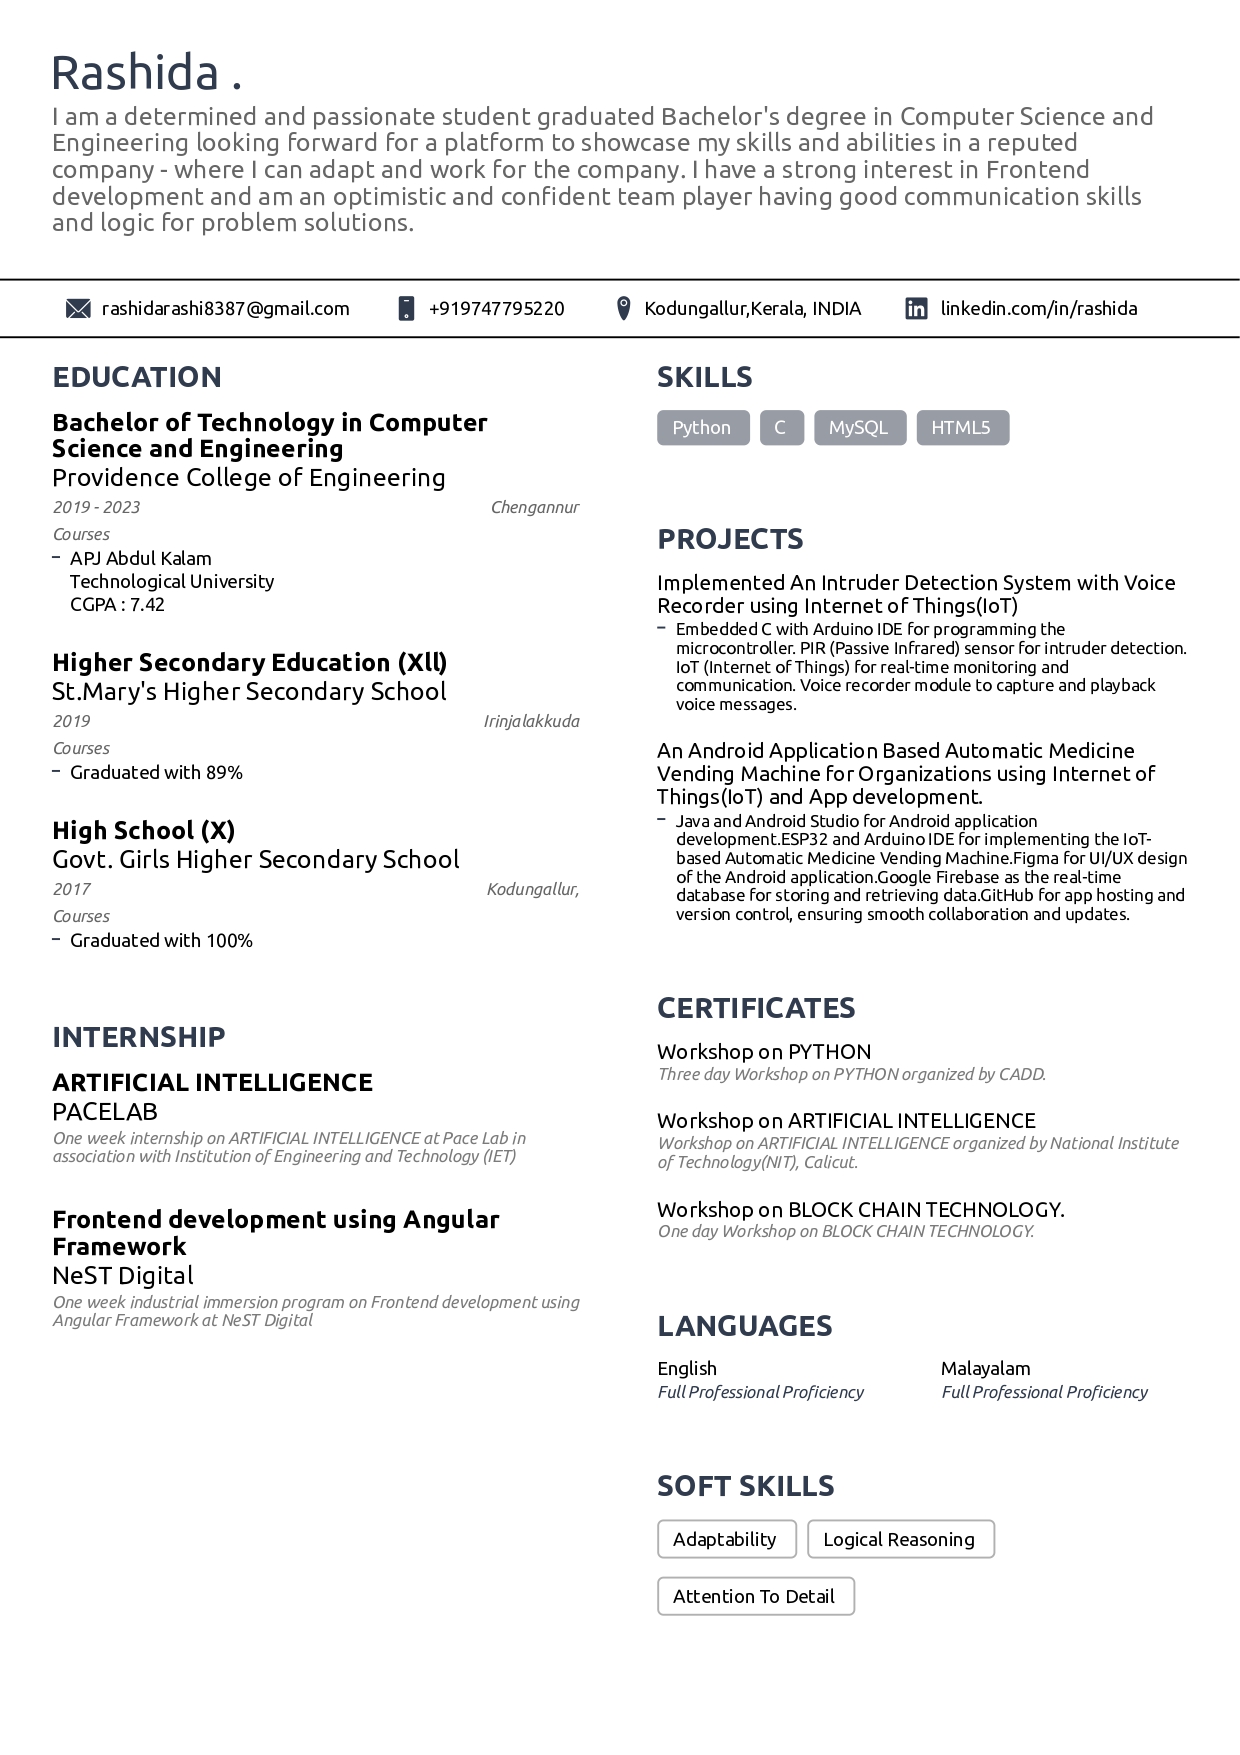 Rashida .
I am a determined and passionate student graduated Bachelor's degree in Computer Science and
Engineering looking forward for a platform to showcase my skills and abilities in a reputed
company - where I can adapt and work for the company. I have a strong interest in Frontend
development and am an optimistic and confident team player having good communication skills
and logic for problem solutions.
rashidarashi8387@gmail.com
+919747795220
Kodungallur,Kerala, INDIA
linkedin.com/in/rashida
EDUCATION
Bachelor of Technology in Computer
Science and Engineering
Providence College of Engineering
2019 - 2023 Chengannur
Courses
– APJ Abdul Kalam
Technological University
CGPA : 7.42
Higher Secondary Education (Xll)
St.Mary's Higher Secondary School
2019 Irinjalakkuda
Courses
– Graduated with 89%
High School (X)
Govt. Girls Higher Secondary School
2017 Kodungallur,
Courses
– Graduated with 100%
INTERNSHIP
ARTIFICIAL INTELLIGENCE
PACELAB
One week internship on ARTIFICIAL INTELLIGENCE at Pace Lab in
association with Institution of Engineering and Technology (IET)
Frontend development using Angular
Framework
NeST Digital
One week industrial immersion program on Frontend development using
Angular Framework at NeST Digital
SKILLS
Python C MySQL HTML5
PROJECTS
Implemented An Intruder Detection System with Voice
Recorder using Internet of Things(IoT)
– Embedded C with Arduino IDE for programming the
microcontroller. PIR (Passive Infrared) sensor for intruder detection.
IoT (Internet of Things) for real-time monitoring and
communication. Voice recorder module to capture and playback
voice messages.
An Android Application Based Automatic Medicine
Vending Machine for Organizations using Internet of
Things(IoT) and App development.
– Java and Android Studio for Android application
development.ESP32 and Arduino IDE for implementing the IoT-
based Automatic Medicine Vending Machine.Figma for UI/UX design
of the Android application.Google Firebase as the real-time
database for storing and retrieving data.GitHub for app hosting and
version control, ensuring smooth collaboration and updates.
CERTIFICATES
Workshop on PYTHON
Three day Workshop on PYTHON organized by CADD.
Workshop on ARTIFICIAL INTELLIGENCE
Workshop on ARTIFICIAL INTELLIGENCE organized by National Institute
of Technology(NIT), Calicut.
Workshop on BLOCK CHAIN TECHNOLOGY.
One day Workshop on BLOCK CHAIN TECHNOLOGY.
LANGUAGES
English Malayalam
Full Professional Proficiency Full Professional Proficiency
SOFT SKILLS
Adaptability Logical Reasoning
Attention To Detail